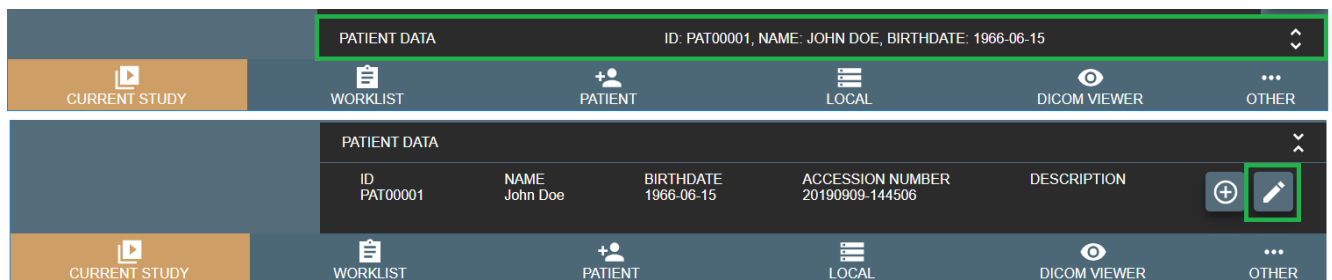 PATIENT DATA ID: PAT00001, NAME: JOHN DOE, BIRTHDATE: 1966-06-15
CURRENT STUDY WORKLIST PATIENT LOCAL DICOM VIEWER OTHER
PATIENT DATA
ID NAME BIRTHDATE ACCESSION NUMBER DESCRIPTION
PAT00001 John Doe 1966-06-15 20190909-144506
CURRENT STUDY WORKLIST PATIENT LOCAL DICOM VIEWER OTHER